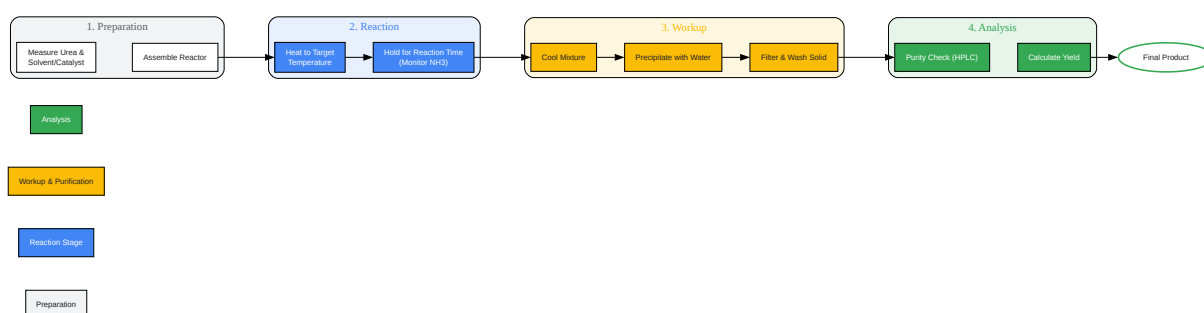 1. Preparation
Measure Urea &
Solvent/Catalyst
Assemble Reactor
2. Reaction
Heat to Target
Temperature
Hold for Reaction Time
(Monitor NH3)
3. Workup
Cool Mixture
Precipitate with Water
Filter & Wash Solid
4. Analysis
Purity Check (HPLC)
Calculate Yield
Final Product
Analysis
Workup & Purification
Reaction Stage
Preparation